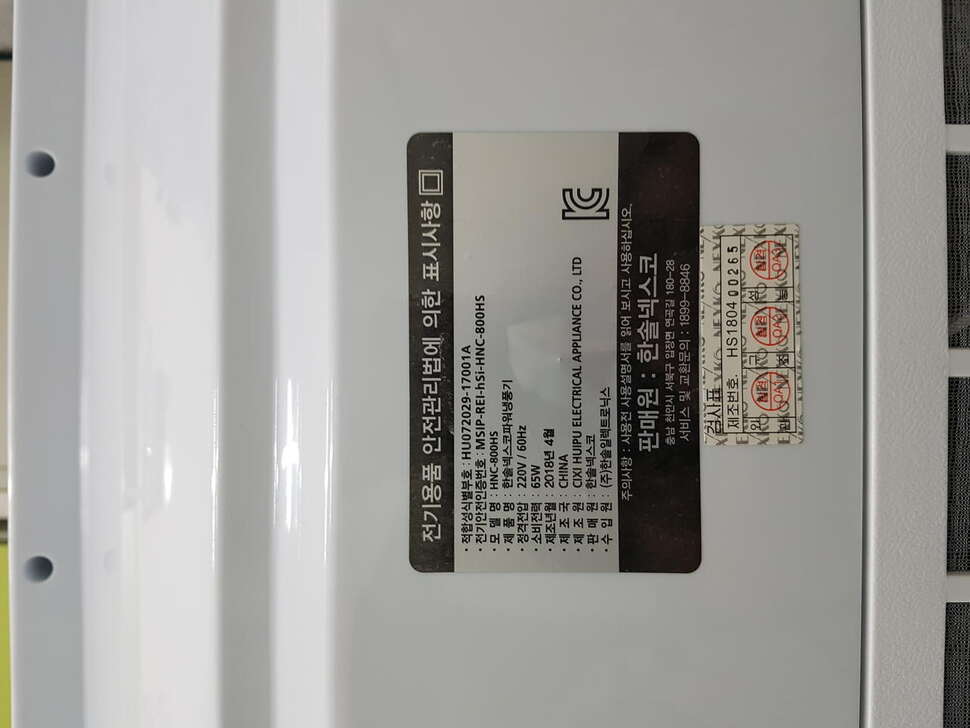 전기용품 안전관리법에 의한 표시사항
• 적합성식별부호 : HU072029-17001A
• 전기안전인증번호 : MSIP-REI-hSi-HNC-800HS
• 모 델 명 : HNC-800HS
• 제 품 명 : 한솔넥스코파워냉풍기
• 정격전압 : 220V / 60Hz
• 소비전력 : 65W
• 제조년월 : 2018년 4월
• 제 조 국 : CHINA
• 제 조 원 : CIXI HUIPU ELECTRICAL APPLIANCE CO., LTD
• 판 매 원 : 한솔넥스코
• 수 입 원 : (주)한솔일렉트로닉스
주의사항 : 사용전 사용설명서를 읽어 보시고 사용하십시오.
판매원 : 한솔넥스코
충남 천안시 서북구 입장면 연곡길 180-28
서비스 및 교환문의 : 1899-8846
검사표
제조번호. HS1804 00265